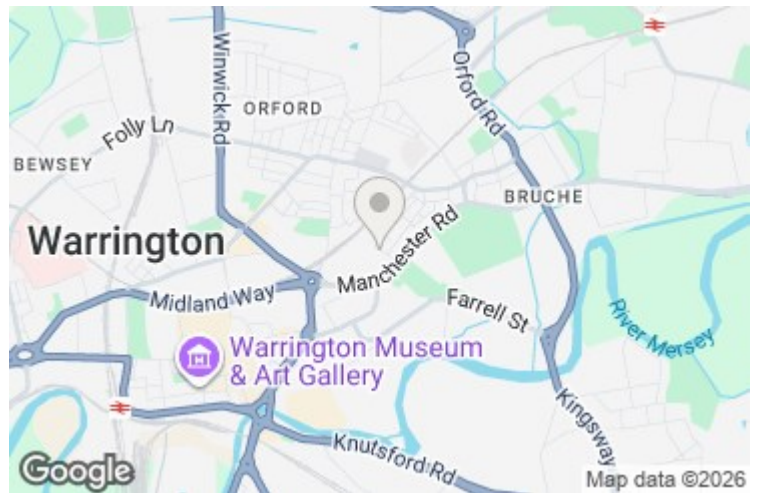 Winwick Rd
Orford Rd
ORFORD
Folly Ln
BEWSEY
BRUCHE
Warrington
Manchester Rd
Midland Way
Farrell St
River Mersey
Warrington Museum
& Art Gallery
Kingsway
Knutsford Rd
Google
Map data ©2026